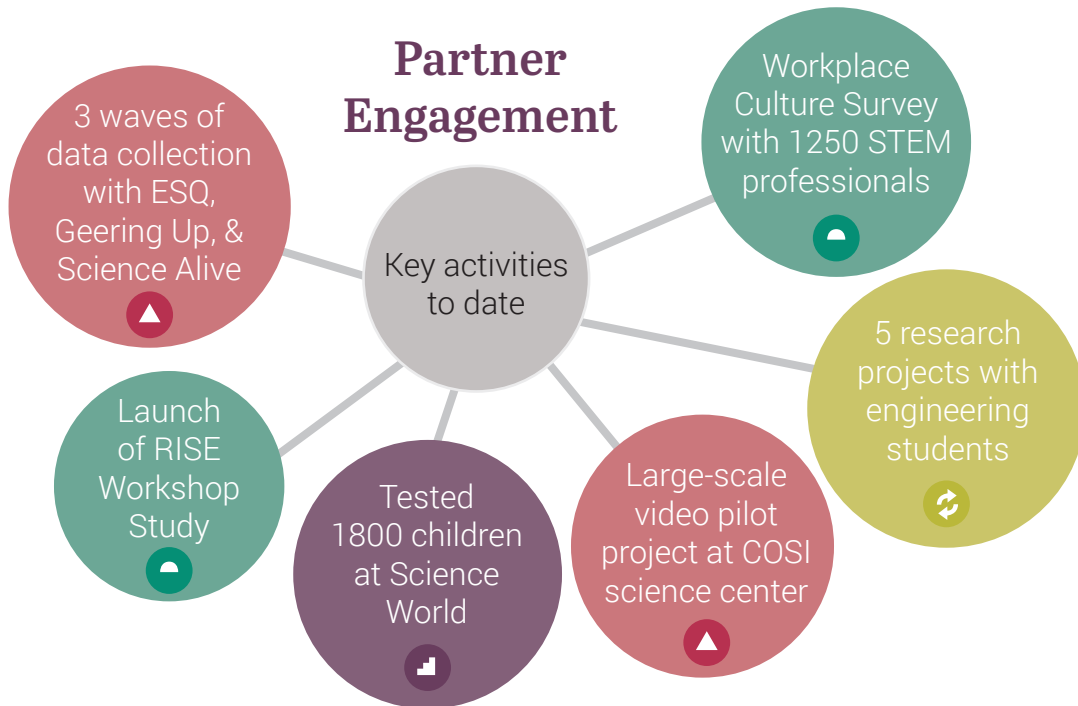 Partner
Engagement
Key activities
to date
3 waves of
data collection
with ESQ,
Geering Up, &
Science Alive
Workplace
Culture Survey
with 1250 STEM
professionals
5 research
projects with
engineering
students
Large-scale
video pilot
project at COSI
science center
Tested
1800 children
at Science
World
Launch
of RISE
Workshop
Study